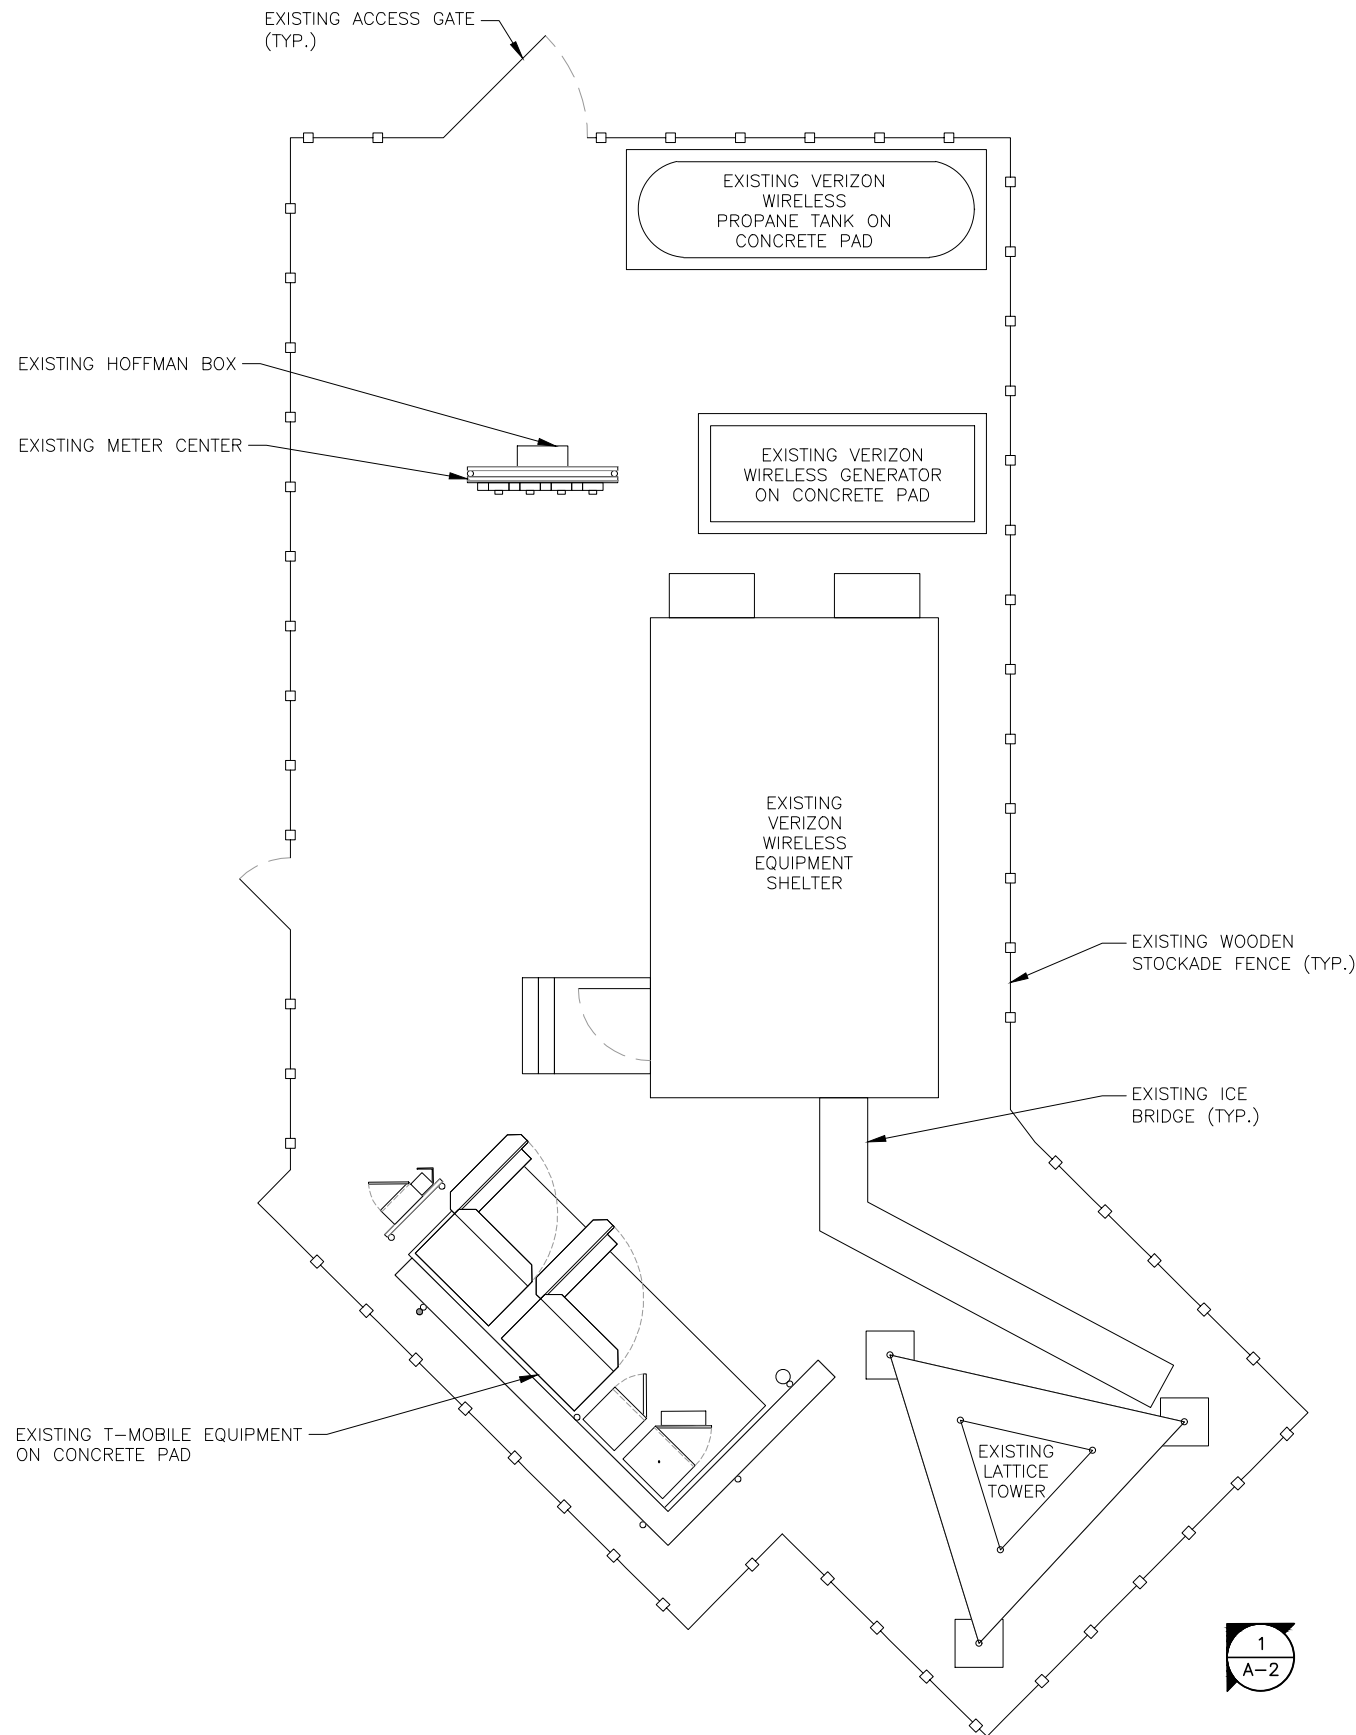 EXISTING ACCESS GATE
(TYP.)
EXISTING VERIZON
WIRELESS
PROPANE TANK ON
CONCRETE PAD
EXISTING HOFFMAN BOX
EXISTING METER CENTER
EXISTING VERIZON
WIRELESS GENERATOR
ON CONCRETE PAD
EXISTING
VERIZON
WIRELESS
EQUIPMENT
SHELTER
EXISTING WOODEN
STOCKADE FENCE (TYP.)
EXISTING ICE
BRIDGE (TYP.)
EXISTING T-MOBILE EQUIPMENT
ON CONCRETE PAD
EXISTING
LATTICE
TOWER
1
A-2